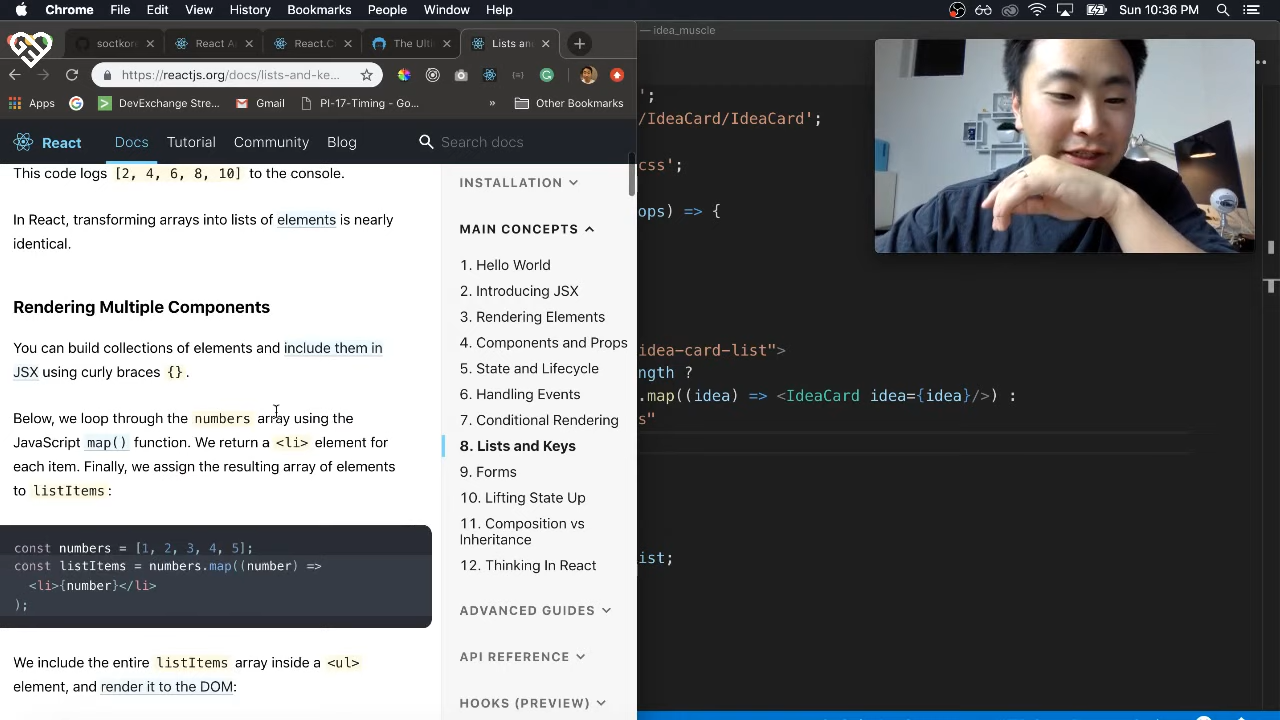 Chrome File Edit View History Bookmarks People Window Help Sun 10:36 PM
soctkore
React A
React.C
The Ulti
Lists an
https://reactjs.org/docs/lists-and-ke...
Apps DevExchange Stre... Gmail PI-17-Timing - Go... » Other Bookmarks
React Docs Tutorial Community Blog Search docs
This code logs [2, 4, 6, 8, 10] to the console.
In React, transforming arrays into lists of elements is nearly
identical.
Rendering Multiple Components
You can build collections of elements and include them in
JSX using curly braces {}.
Below, we loop through the numbers array using the
JavaScript map() function. We return a <li> element for
each item. Finally, we assign the resulting array of elements
to listItems:
const numbers = [1, 2, 3, 4, 5];
const listItems = numbers.map((number) =>
<li>{number}</li>
);
We include the entire listItems array inside a <ul>
element, and render it to the DOM:
INSTALLATION
MAIN CONCEPTS
1. Hello World
2. Introducing JSX
3. Rendering Elements
4. Components and Props
5. State and Lifecycle
6. Handling Events
7. Conditional Rendering
8. Lists and Keys
9. Forms
10. Lifting State Up
11. Composition vs
Inheritance
12. Thinking In React
ADVANCED GUIDES
API REFERENCE
HOOKS (PREVIEW)
— idea_muscle
';
/IdeaCard/IdeaCard';
css';
ops) => {
idea-card-list">
ngth ?
.map((idea) => <IdeaCard idea={idea}/>) :
s"
ist;